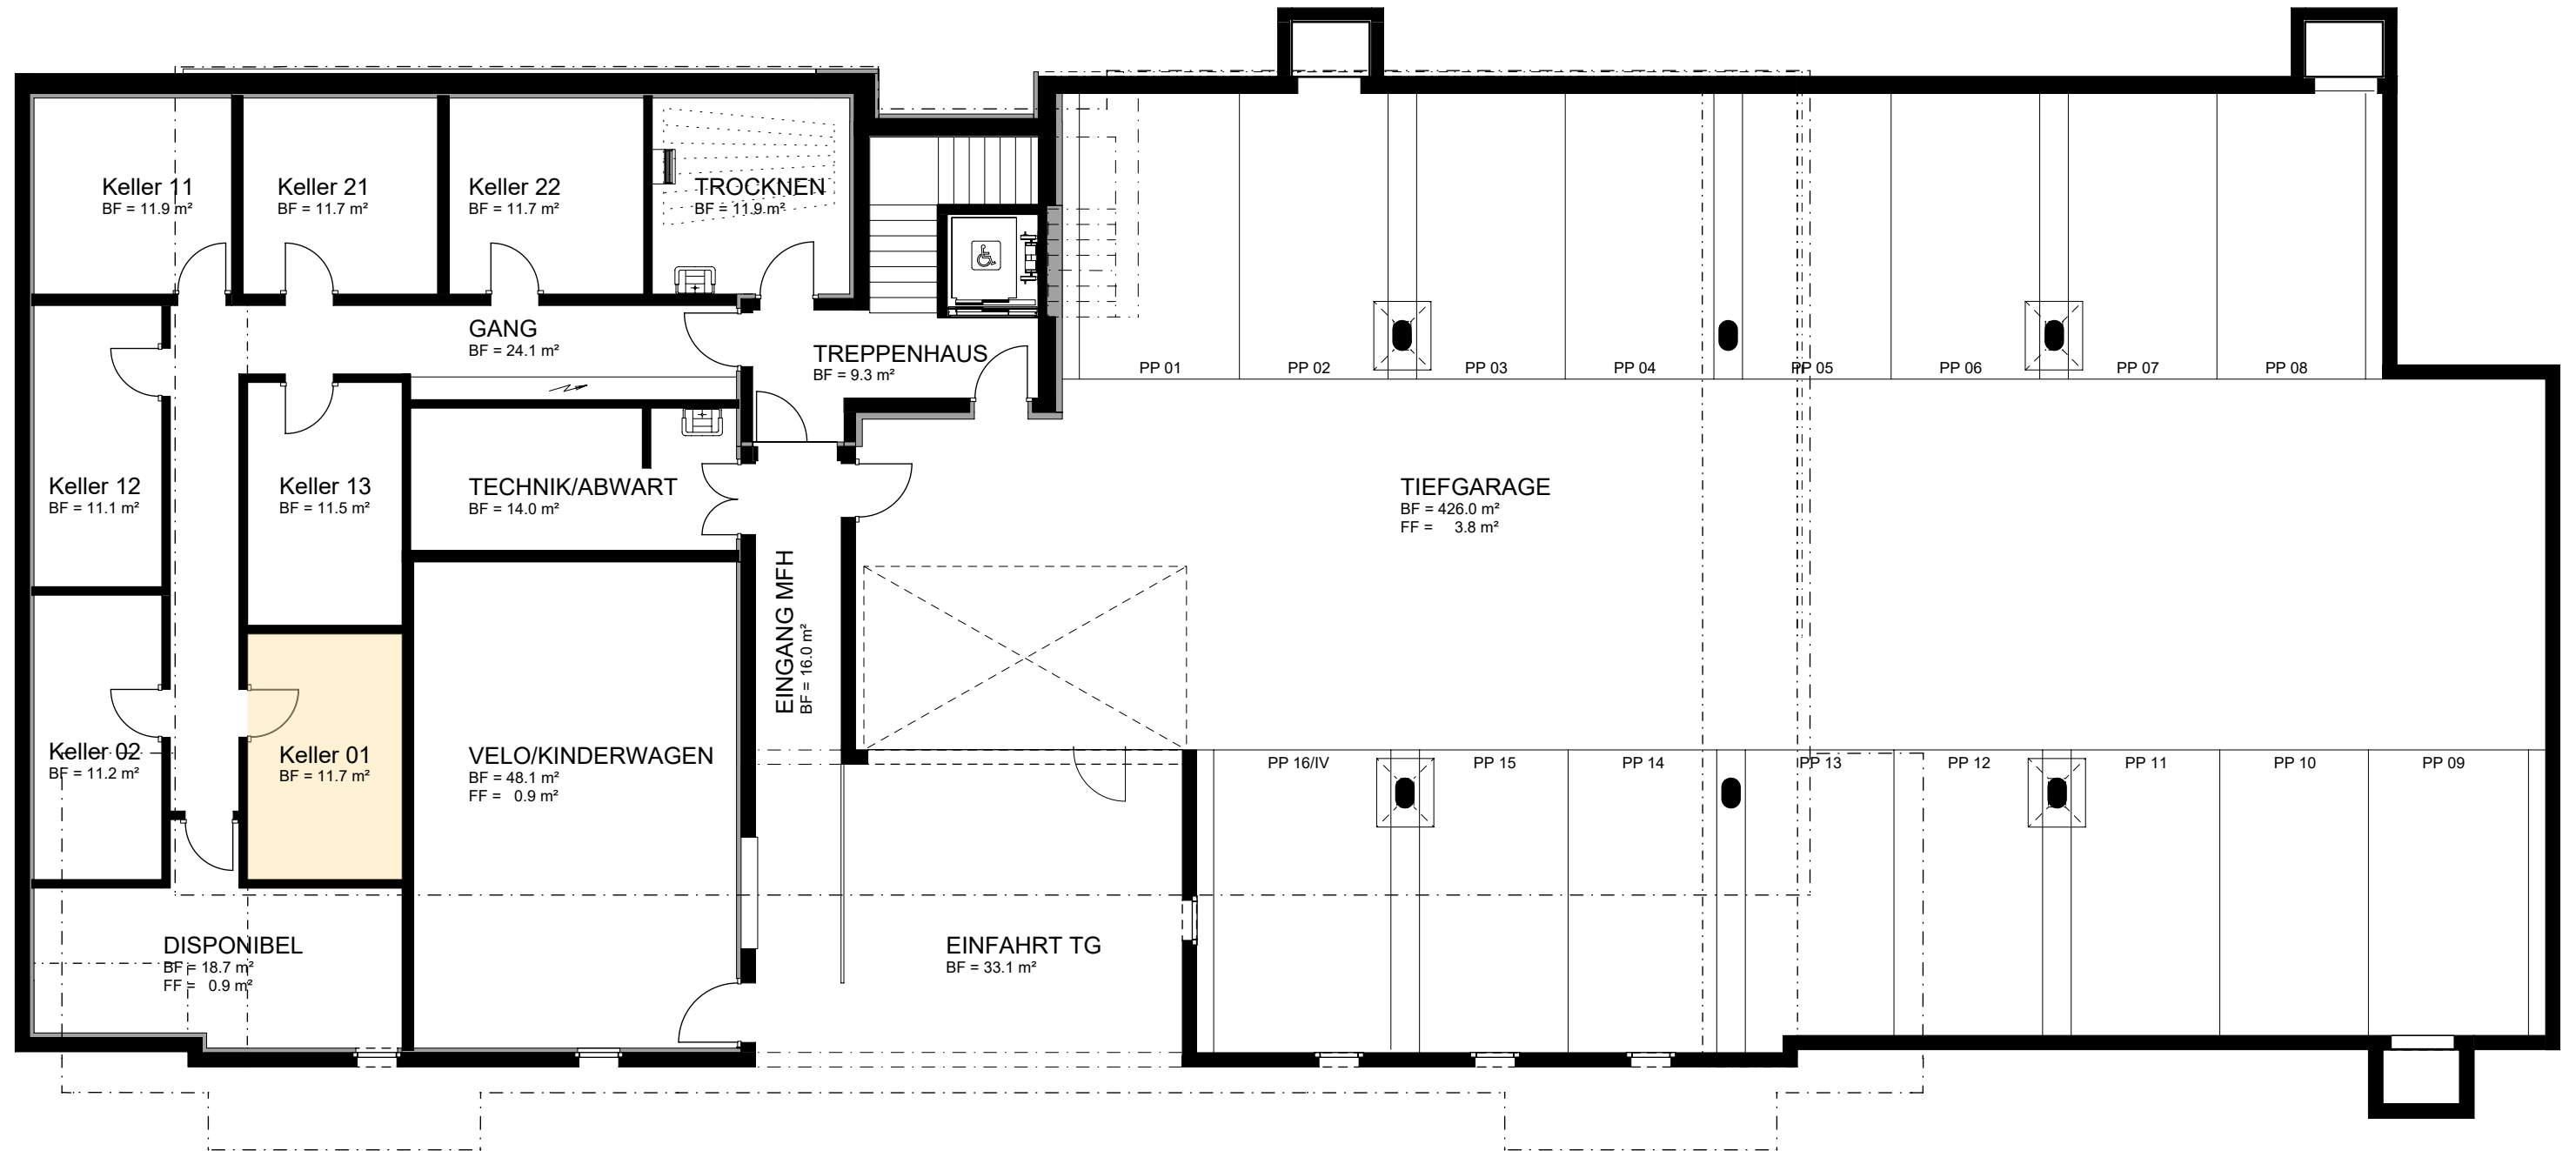 Keller 11
BF = 11.9 m²
Keller 21
BF = 11.7 m²
Keller 22
BF = 11.7 m²
TROCKNEN
BF = 11.9 m²
GANG
BF = 24.1 m²
TREPPENHAUS
BF = 9.3 m²
PP 01
PP 02
PP 03
PP 04
PP 05
PP 06
PP 07
PP 08
Keller 12
BF = 11.1 m²
Keller 13
BF = 11.5 m²
TECHNIK/ABWART
BF = 14.0 m²
TIEFGARAGE
BF = 426.0 m²
FF = 3.8 m²
EINGANG MFH
BF = 16.0 m²
Keller 02
BF = 11.2 m²
Keller 01
BF = 11.7 m²
VELO/KINDERWAGEN
BF = 48.1 m²
FF = 0.9 m²
PP 16/IV
PP 15
PP 14
PP 13
PP 12
PP 11
PP 10
PP 09
DISPONIBEL
BF = 18.7 m²
FF = 0.9 m²
EINFAHRT TG
BF = 33.1 m²